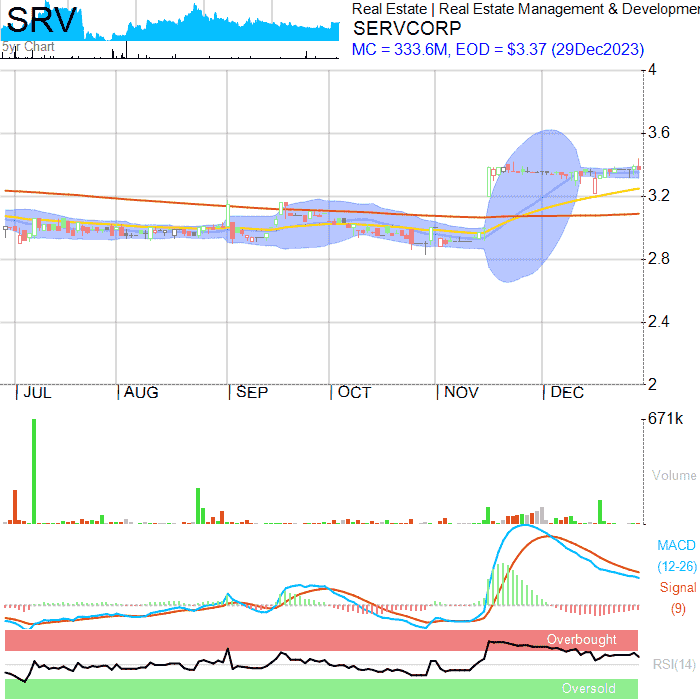 SRV
5yr Chart
Real Estate | Real Estate Management & Developmen
SERVCORP
MC = 333.6M, EOD = $3.37 (29Dec2023)
4
3.6
3.2
2.8
2.4
2
JUL AUG SEP OCT NOV DEC
671k
Volume
MACD
(12-26)
Signal
(9)
Overbought
RSI(14)
Oversold